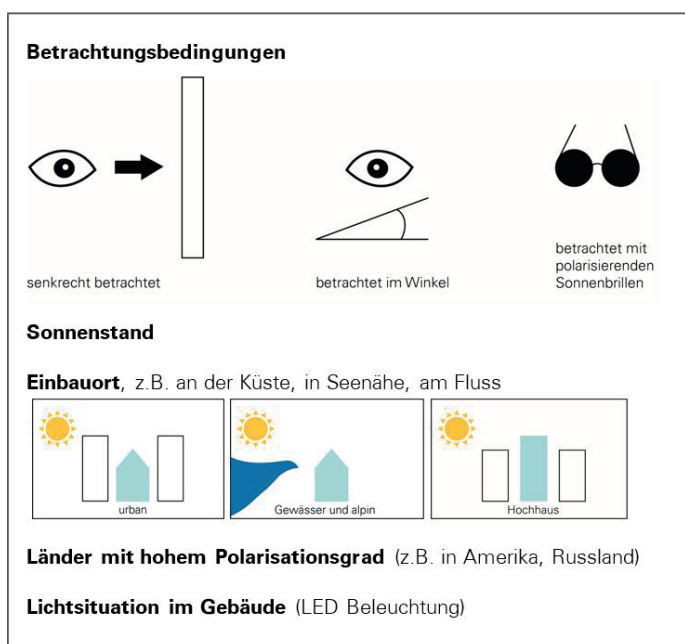 Betrachtungsbedingungen
senkrecht betrachtet
betrachtet im Winkel
betrachtet mit
polarisierenden
Sonnenbrillen
Sonnenstand
Einbauort, z.B. an der Küste, in Seenähe, am Fluss
urban
Gewässer und alpin
Hochhaus
Länder mit hohem Polarisationsgrad (z.B. in Amerika, Russland)
Lichtsituation im Gebäude (LED Beleuchtung)